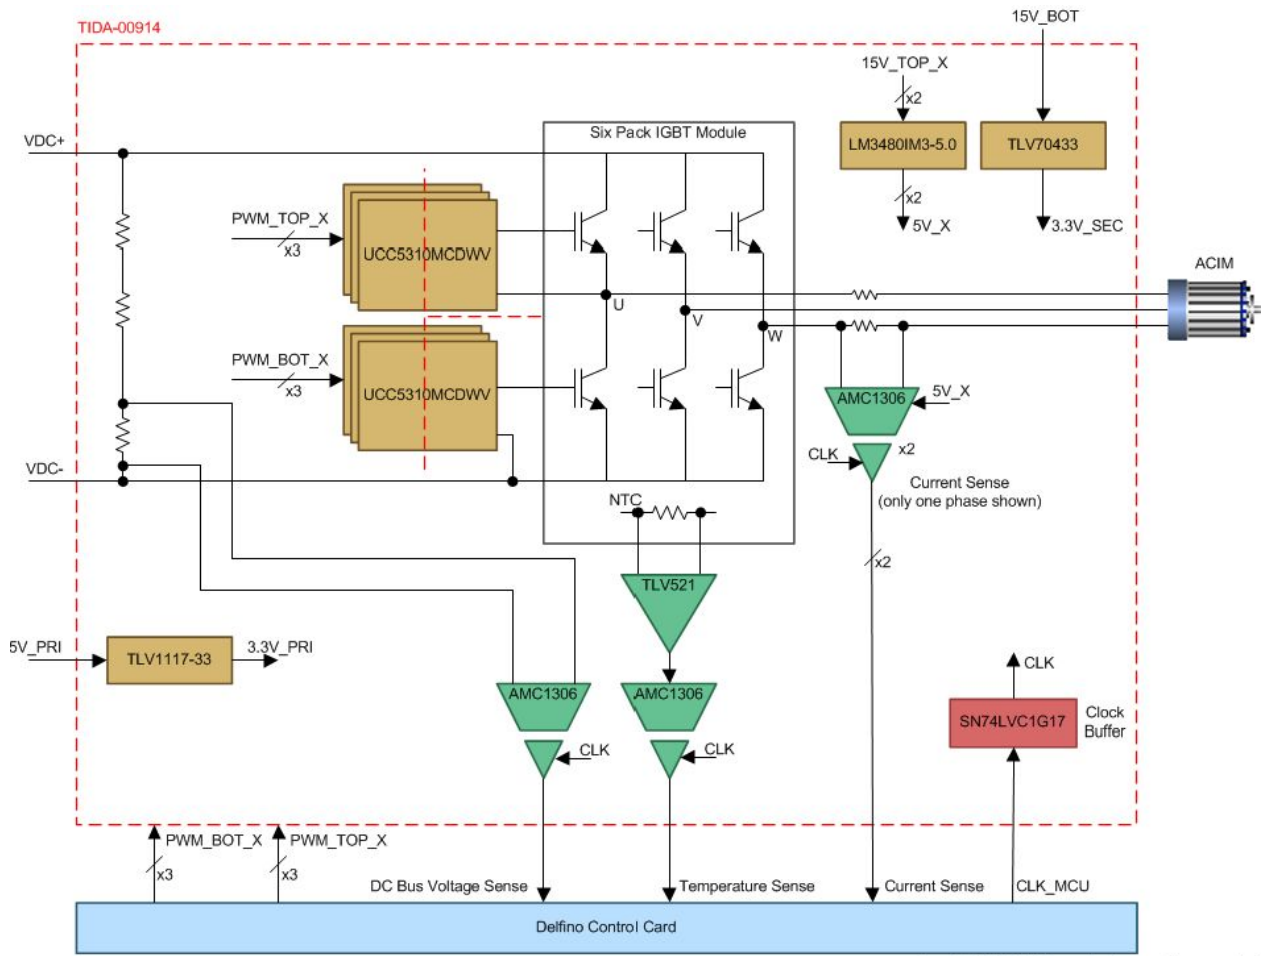 TIDA-00914
15V_BOT
15V_TOP_X
x2
VDC+
Six Pack IGBT Module
LM3480IM3-5.0
TLV70433
x2
5V_X
3.3V_SEC
PWM_TOP_X
x3
UCC5310MCDWV
ACIM
U
V
W
PWM_BOT_X
x3
UCC5310MCDWV
AMC1306
5V_X
x2
CLK
VDC-
Current Sense
(only one phase shown)
NTC
x2
TLV521
5V_PRI
TLV1117-33
3.3V_PRI
CLK
AMC1306
AMC1306
SN74LVC1G17
Clock
Buffer
CLK
CLK
PWM_BOT_X
PWM_TOP_X
x3
x3
DC Bus Voltage Sense
Temperature Sense
Current Sense
CLK_MCU
Delfino Control Card